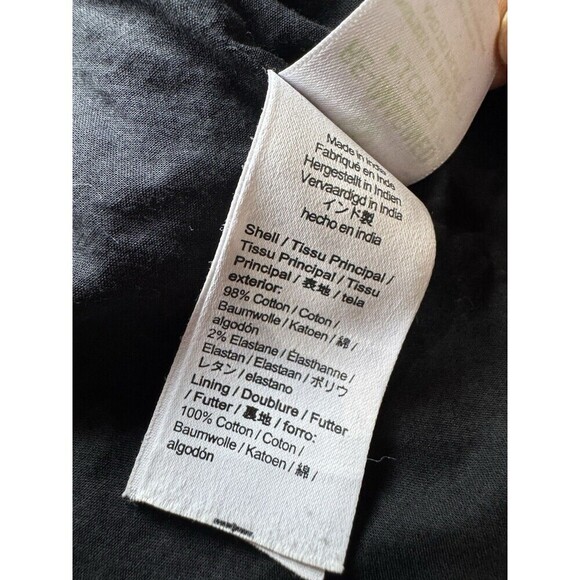 Made in India
Fabriqué en Inde
Hergestellt in Indien
Vervaardigd in India
インド製
hecho en india
Shell / Tissu Principal /
Tissu Principal / Tissu
Principal / 表地 / tela
exterior:
98% Cotton / Coton /
Baumwolle / Katoen / 綿 /
algodón
2% Elastane / Élasthanne /
Elastan / Elastaan / ポリウ
レタン / elastano
Lining / Doublure / Futter
/ Futter / 裏地 / forro:
100% Cotton / Coton /
Baumwolle / Katoen / 綿 /
algodón